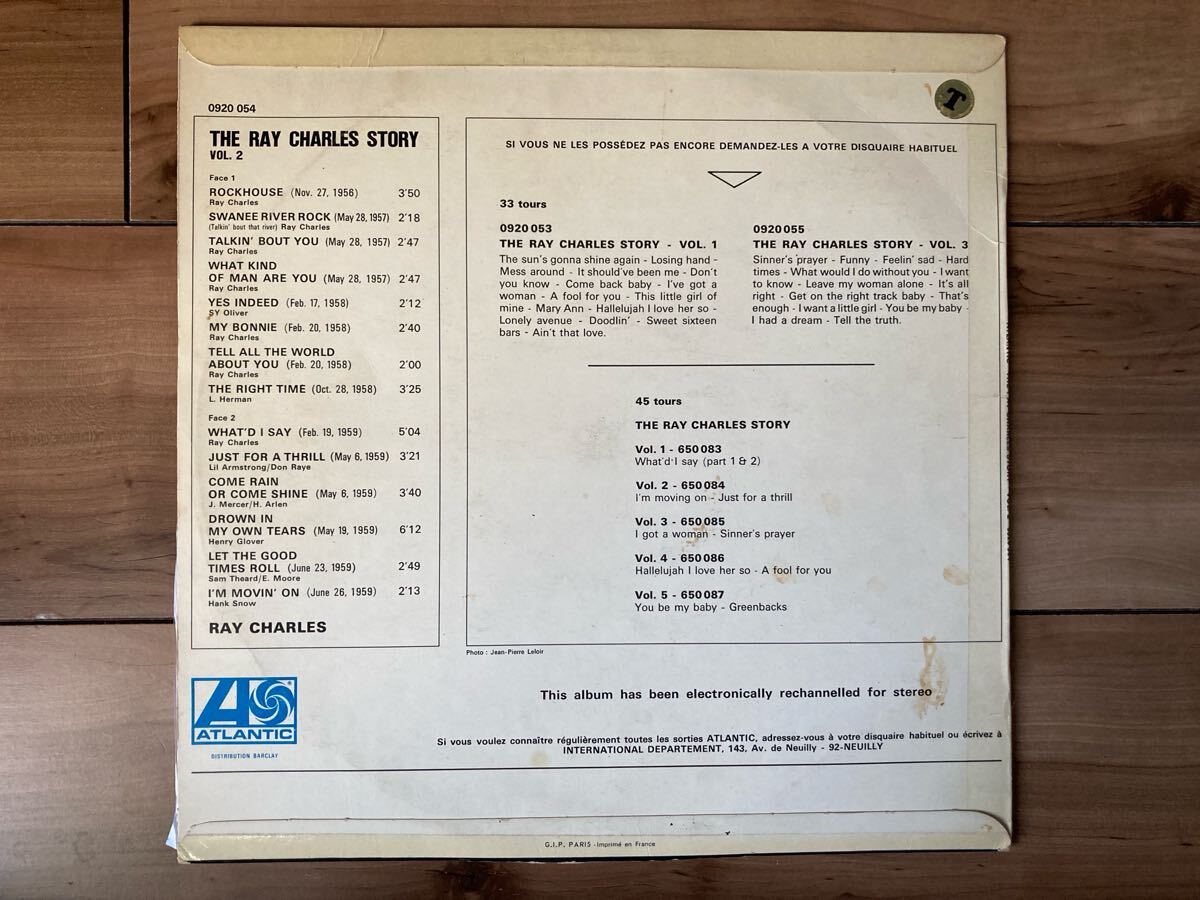 0920 054
T
THE RAY CHARLES STORY
VOL. 2
Face 1
ROCKHOUSE (Nov. 27, 1956) 3'50
Ray Charles
SWANEE RIVER ROCK (May 28, 1957) 2'18
(Talkin' bout that river) Ray Charles
TALKIN' BOUT YOU (May 28, 1957) 2'47
Ray Charles
WHAT KIND
OF MAN ARE YOU (May 28, 1957) 2'47
Ray Charles
YES INDEED (Feb. 17, 1958) 2'12
SY Oliver
MY BONNIE (Feb. 20, 1958) 2'40
Ray Charles
TELL ALL THE WORLD
ABOUT YOU (Feb. 20, 1958) 2'00
Ray Charles
THE RIGHT TIME (Oct. 28, 1958) 3'25
L. Herman
Face 2
WHAT'D I SAY (Feb. 19, 1959) 5'04
Ray Charles
JUST FOR A THRILL (May 6, 1959) 3'21
Lil Armstrong/Don Raye
COME RAIN
OR COME SHINE (May 6, 1959) 3'40
J. Mercer/H. Arlen
DROWN IN
MY OWN TEARS (May 19, 1959) 6'12
Henry Glover
LET THE GOOD
TIMES ROLL (June 23, 1959) 2'49
Sam Theard/E. Moore
I'M MOVIN' ON (June 26, 1959) 2'13
Hank Snow
RAY CHARLES
SI VOUS NE LES POSSÉDEZ PAS ENCORE DEMANDEZ-LES A VOTRE DISQUAIRE HABITUEL
33 tours
0920053
THE RAY CHARLES STORY - VOL. 1
The sun's gonna shine again - Losing hand -
Mess around - It should've been me - Don't
you know - Come back baby - I've got a
woman - A fool for you - This little girl of
mine - Mary Ann - Hallelujah I love her so -
Lonely avenue - Doodlin' - Sweet sixteen
bars - Ain't that love.
0920055
THE RAY CHARLES STORY - VOL. 3
Sinner's prayer - Funny - Feelin' sad - Hard
times - What would I do without you - I want
to know - Leave my woman alone - It's all
right - Get on the right track baby - That's
enough - I want a little girl - You be my baby -
I had a dream - Tell the truth.
45 tours
THE RAY CHARLES STORY
Vol. 1 - 650083
What'd I say (part 1 & 2)
Vol. 2 - 650084
I'm moving on - Just for a thrill
Vol. 3 - 650085
I got a woman - Sinner's prayer
Vol. 4 - 650086
Hallelujah I love her so - A fool for you
Vol. 5 - 650087
You be my baby - Greenbacks
Photo : Jean-Pierre Leloir
This album has been electronically rechannelled for stereo
ATLANTIC
DISTRIBUTION BARCLAY
Si vous voulez connaître régulièrement toutes les sorties ATLANTIC, adressez-vous à votre disquaire habituel ou écrivez à
INTERNATIONAL DEPARTEMENT, 143, Av. de Neuilly - 92-NEUILLY
G.I.P. PARIS - Imprimé en France